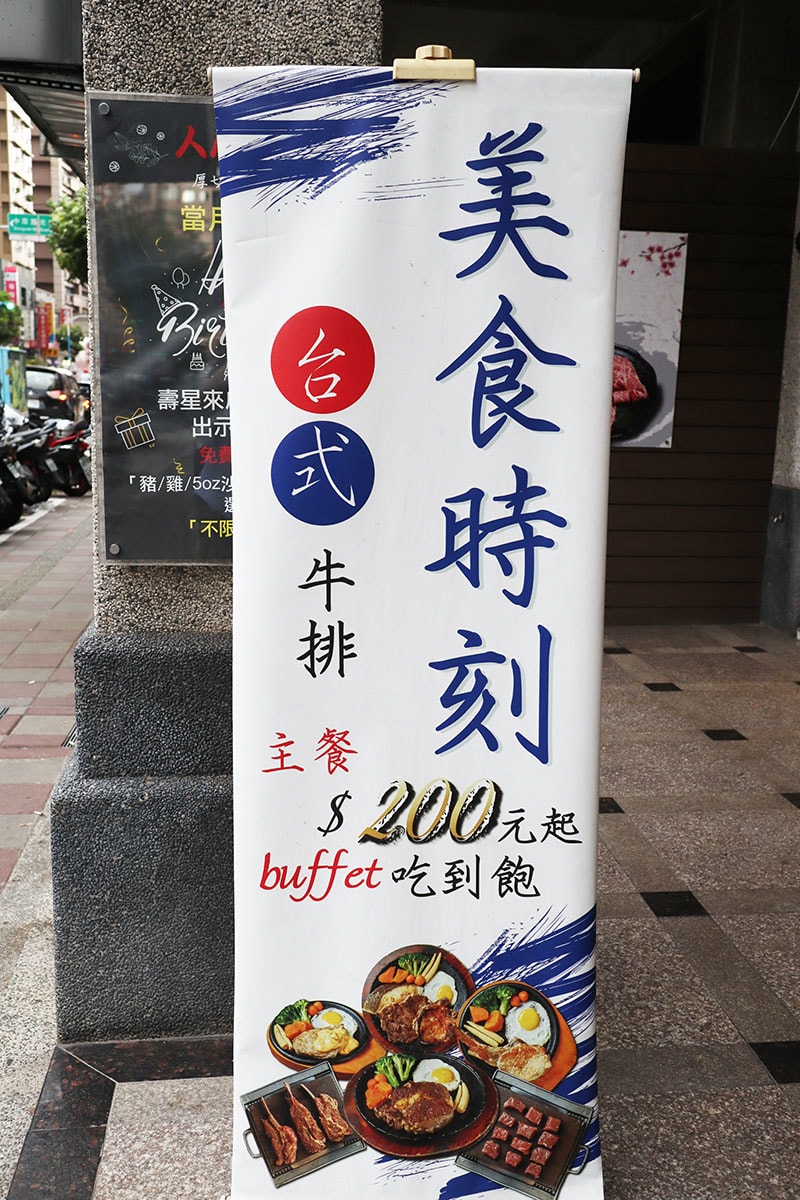 美食時刻
台式
牛排
主餐
$200元起
buffet吃到飽
厚
當月
壽星來
出示
免費
「豬/雞/5oz沙
「不限